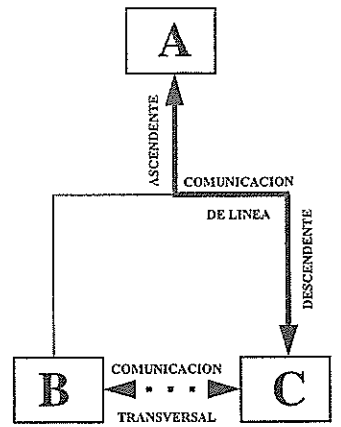 A
ASCENDENTE
COMUNICACION
DE LINEA
DESCENDENTE
B
COMUNICACION
TRANSVERSAL
C